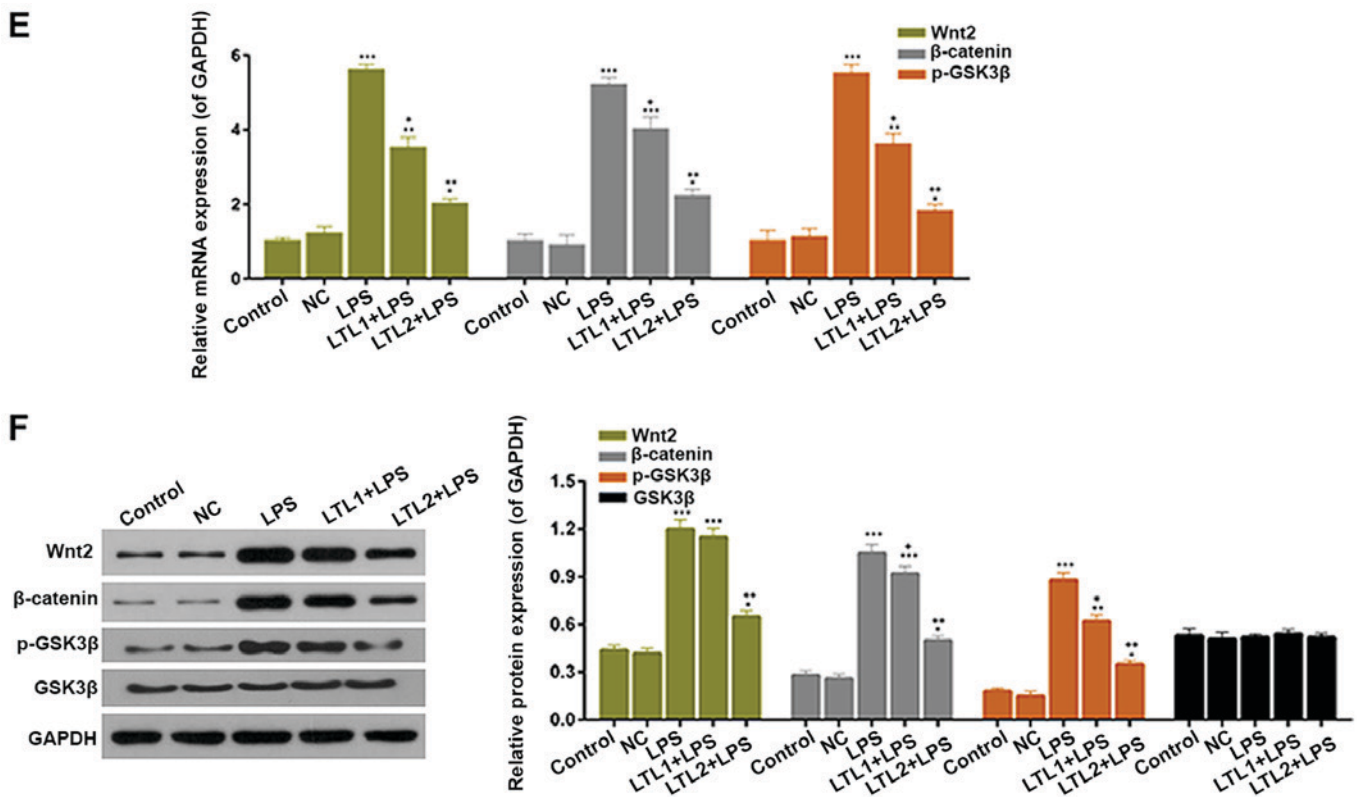 E
Relative mRNA expression (of GAPDH)
6
4
2
0
Wnt2
β-catenin
p-GSK3β
Control
NC
LPS
LTL1+LPS
LTL2+LPS
Control
NC
LPS
LTL1+LPS
LTL2+LPS
Control
NC
LPS
LTL1+LPS
LTL2+LPS
F
Control
NC
LPS
LTL1+LPS
LTL2+LPS
Wnt2
β-catenin
p-GSK3β
GSK3β
GAPDH
Relative protein expression (of GAPDH)
Wnt2
β-catenin
p-GSK3β
GSK3β
1.5
1.2
0.9
0.6
0.3
0.0
Control
NC
LPS
LTL1+LPS
LTL2+LPS
Control
NC
LPS
LTL1+LPS
LTL2+LPS
Control
NC
LPS
LTL1+LPS
LTL2+LPS
Control
NC
LPS
LTL1+LPS
LTL2+LPS